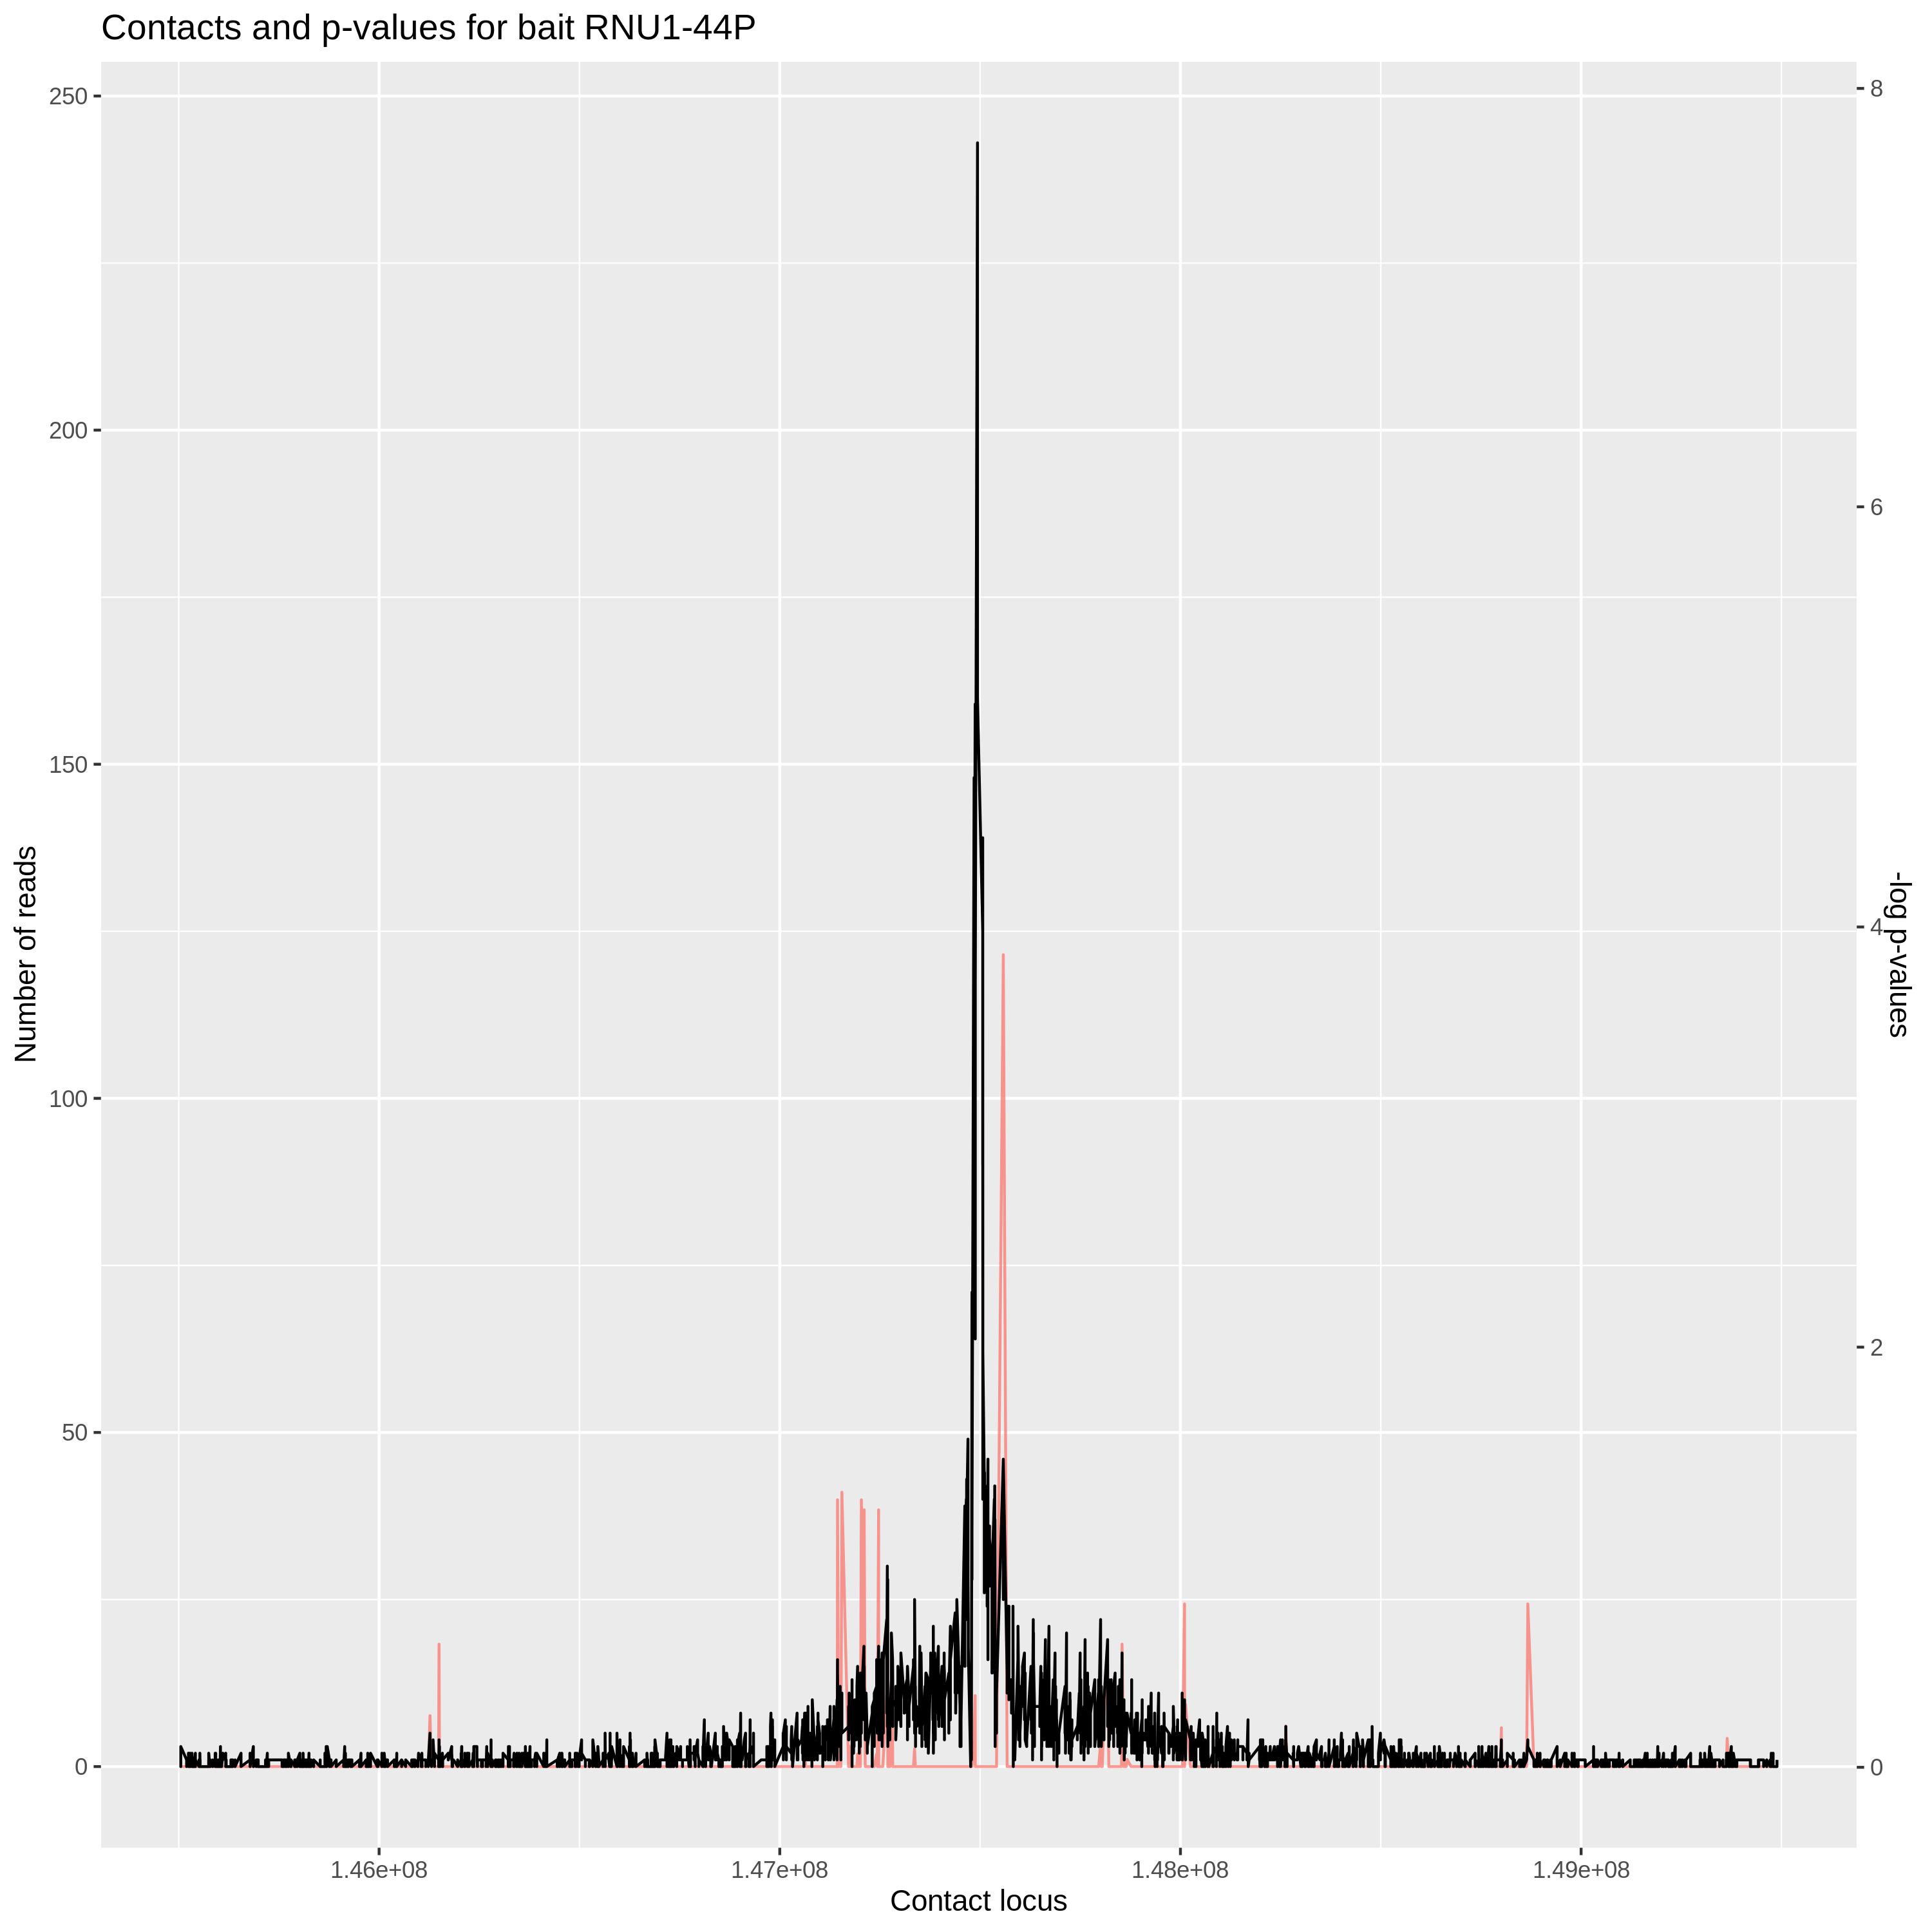 Contacts and p-values for bait RNU1-44P
250
200
150
100
50
0
Number of reads
8
6
4
2
0
-log p-values
1.46e+08
1.47e+08
1.48e+08
1.49e+08
Contact locus